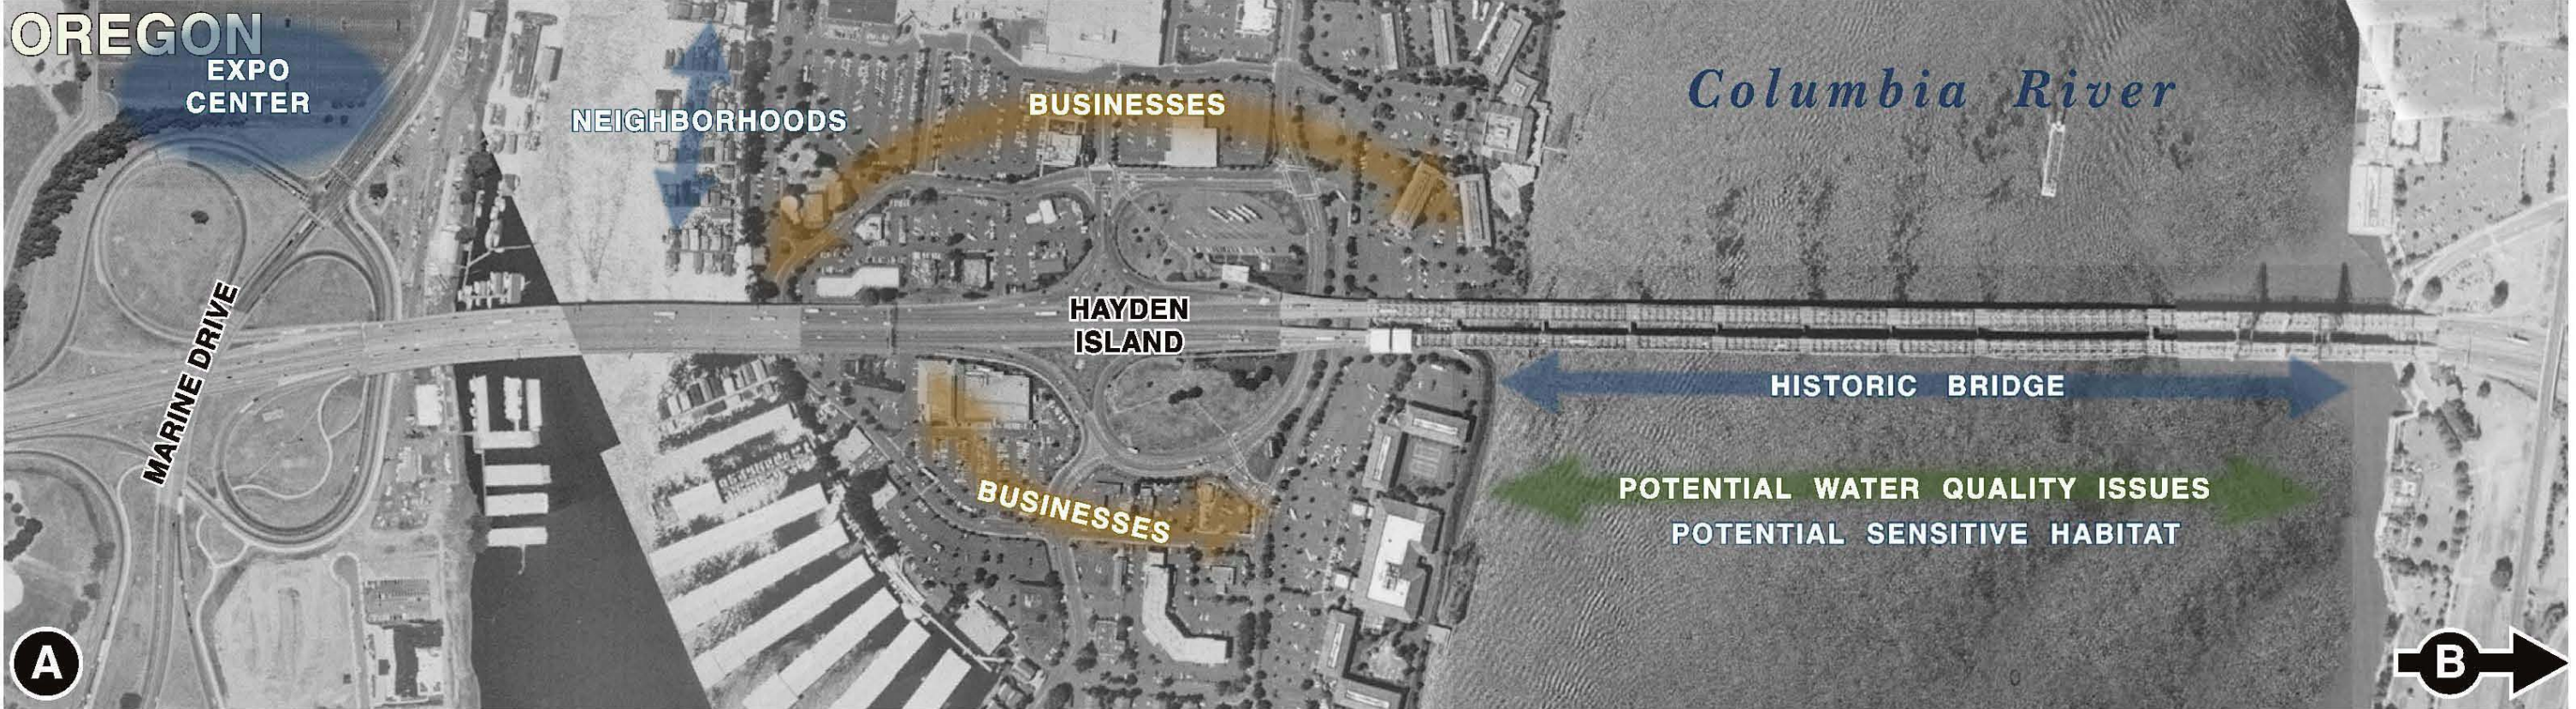 OREGON
EXPO
CENTER
NEIGHBORHOODS
BUSINESSES
Columbia River
MARINE DRIVE
HAYDEN
ISLAND
HISTORIC BRIDGE
BUSINESSES
POTENTIAL WATER QUALITY ISSUES
POTENTIAL SENSITIVE HABITAT
A
B